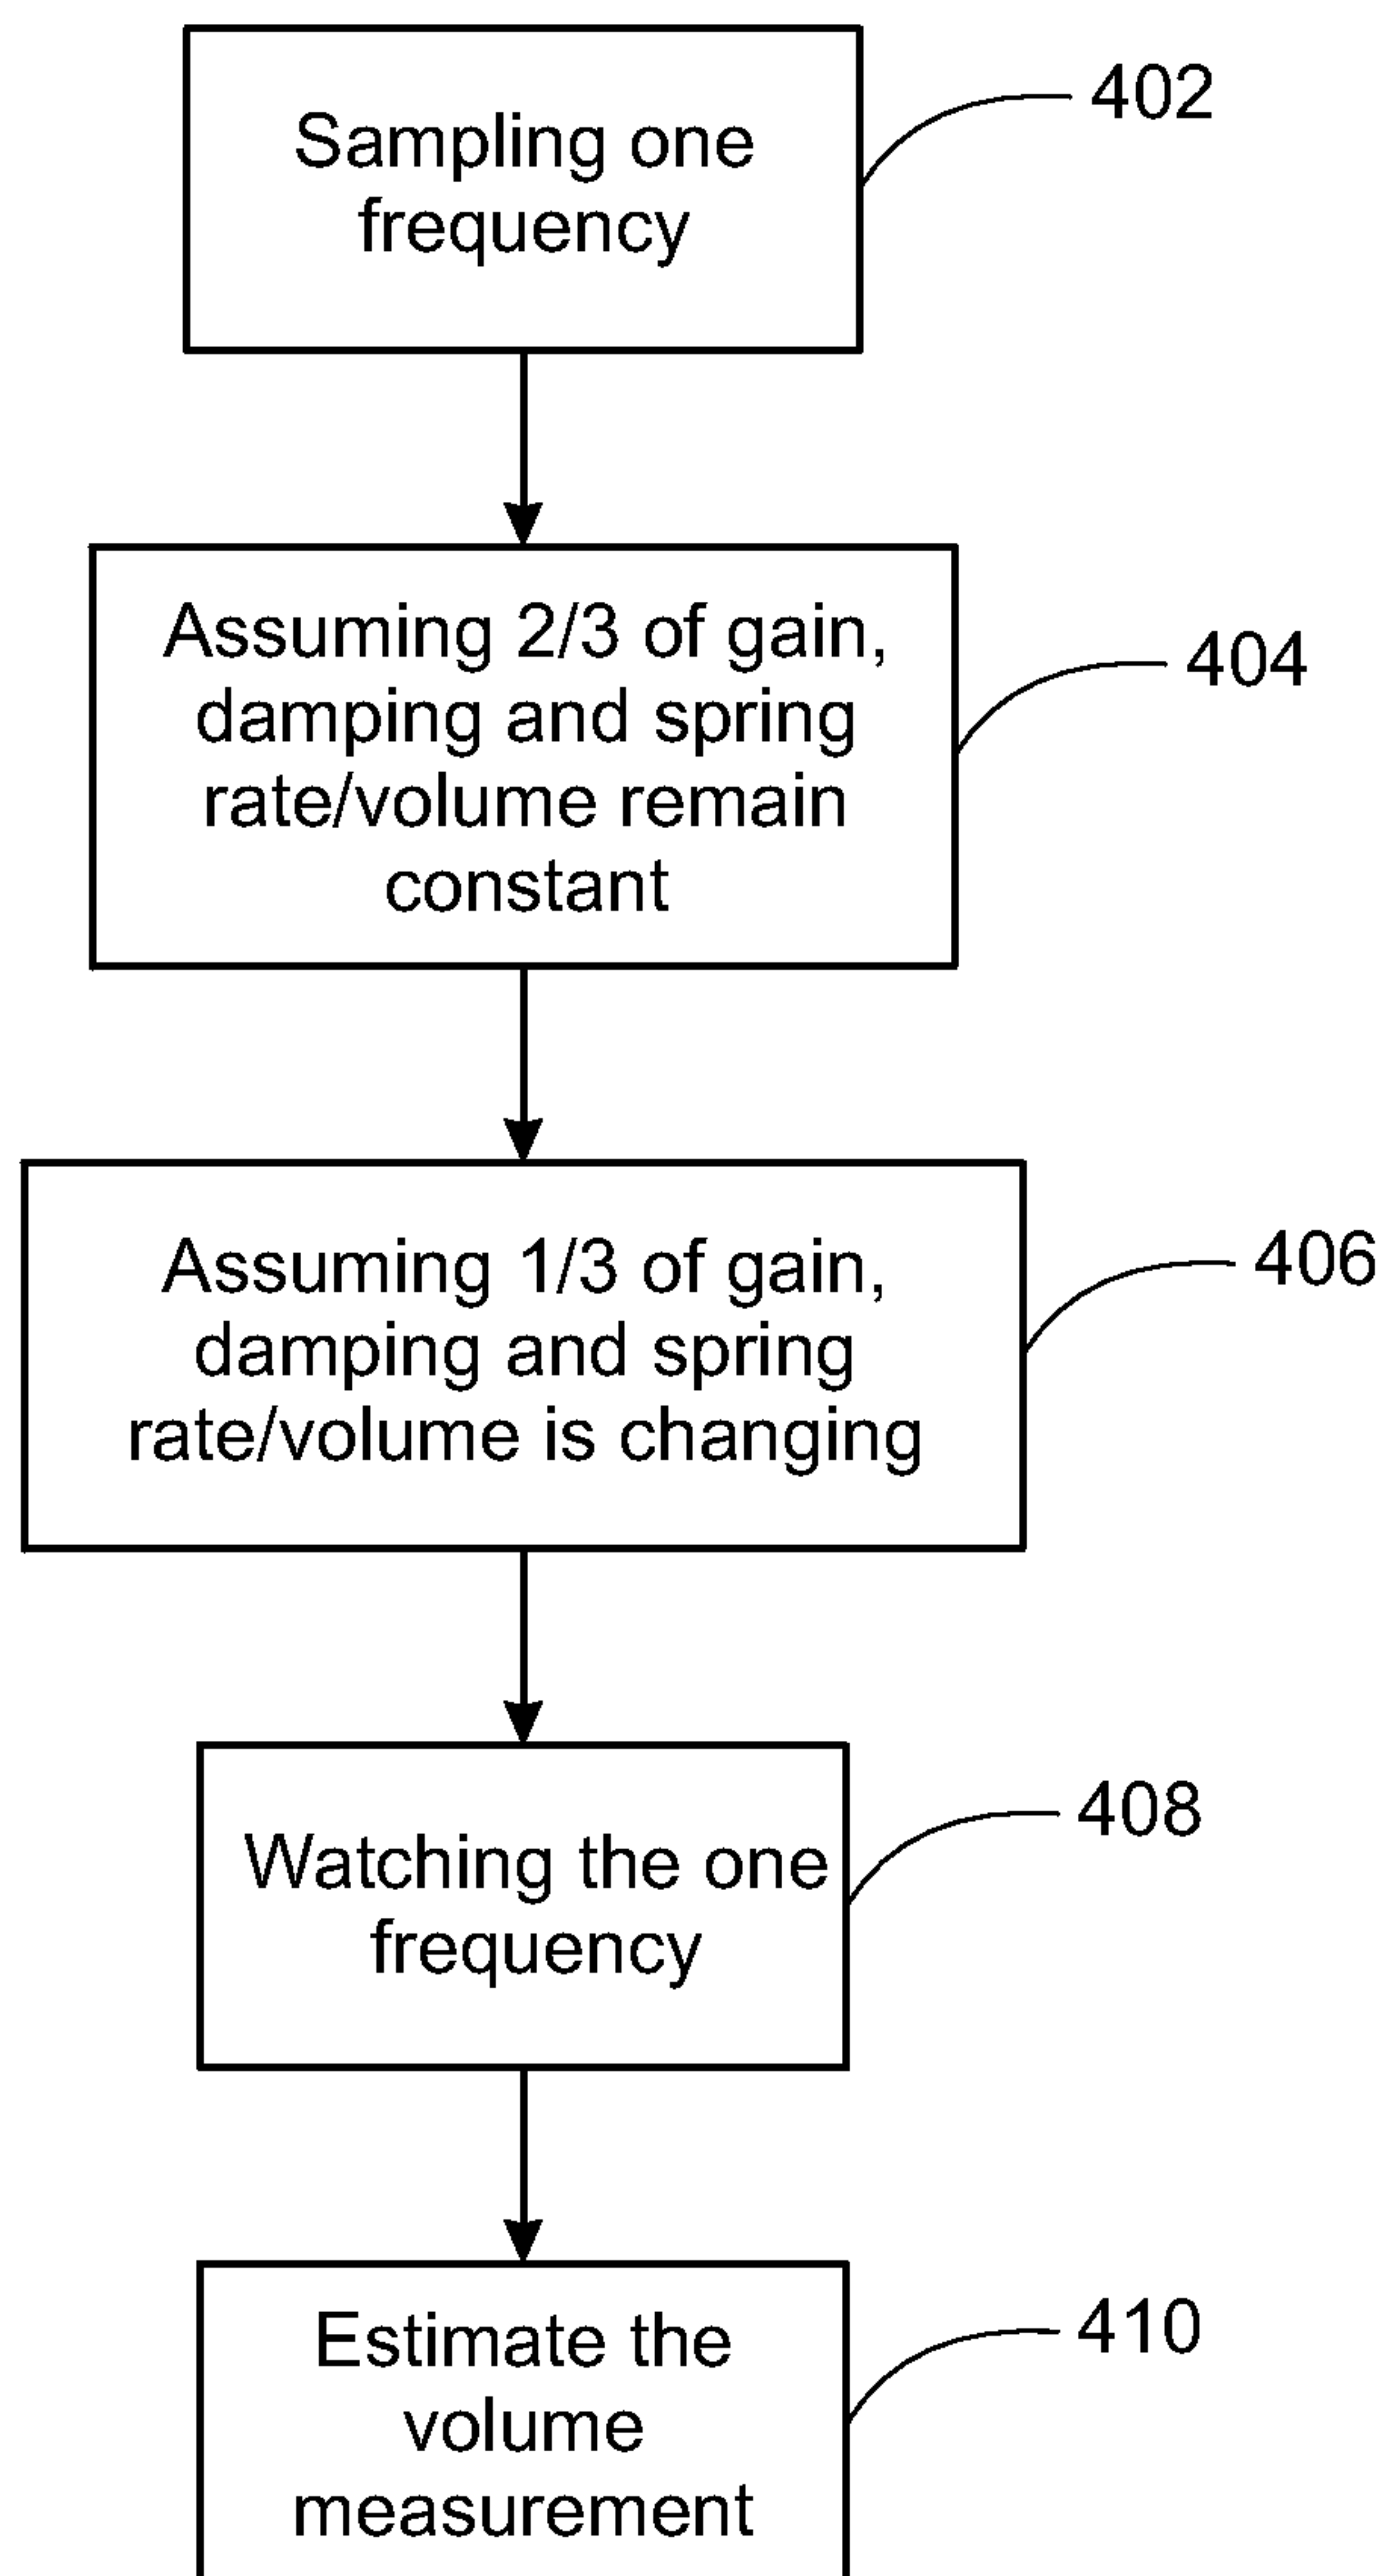 Sampling one
frequency
402
Assuming 2/3 of gain,
damping and spring
rate/volume remain
constant
404
Assuming 1/3 of gain,
damping and spring
rate/volume is changing
406
Watching the one
frequency
408
Estimate the
volume
measurement
410